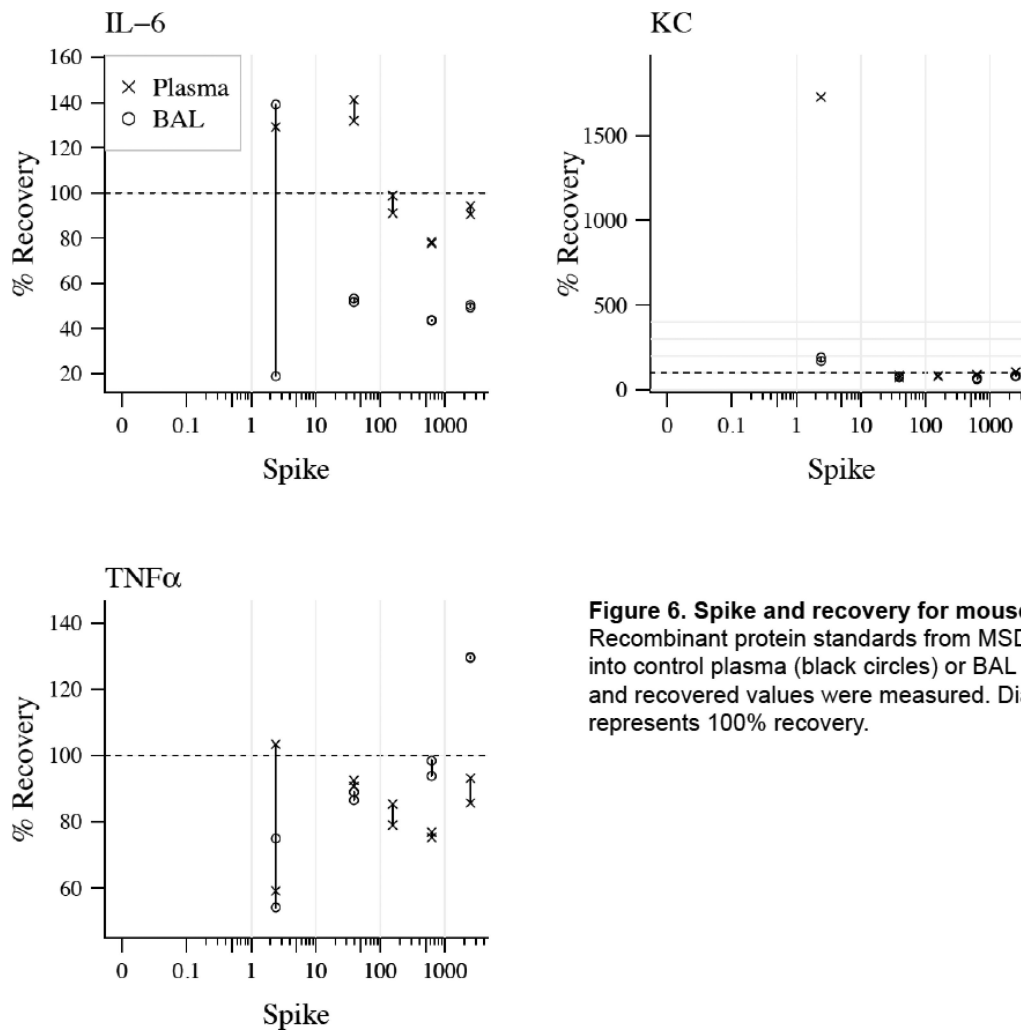 IL−6
160
140
120
100
80
60
40
20
% Recovery
Plasma
BAL
0 0.1 1 10 100 1000
Spike
KC
1500
1000
500
0
% Recovery
0 0.1 1 10 100 1000
Spike
TNFα
140
120
100
80
60
% Recovery
0 0.1 1 10 100 1000
Spike
Figure 6. Spike and recovery for mouse
Recombinant protein standards from MSD
into control plasma (black circles) or BAL
and recovered values were measured.
represents 100% recovery.